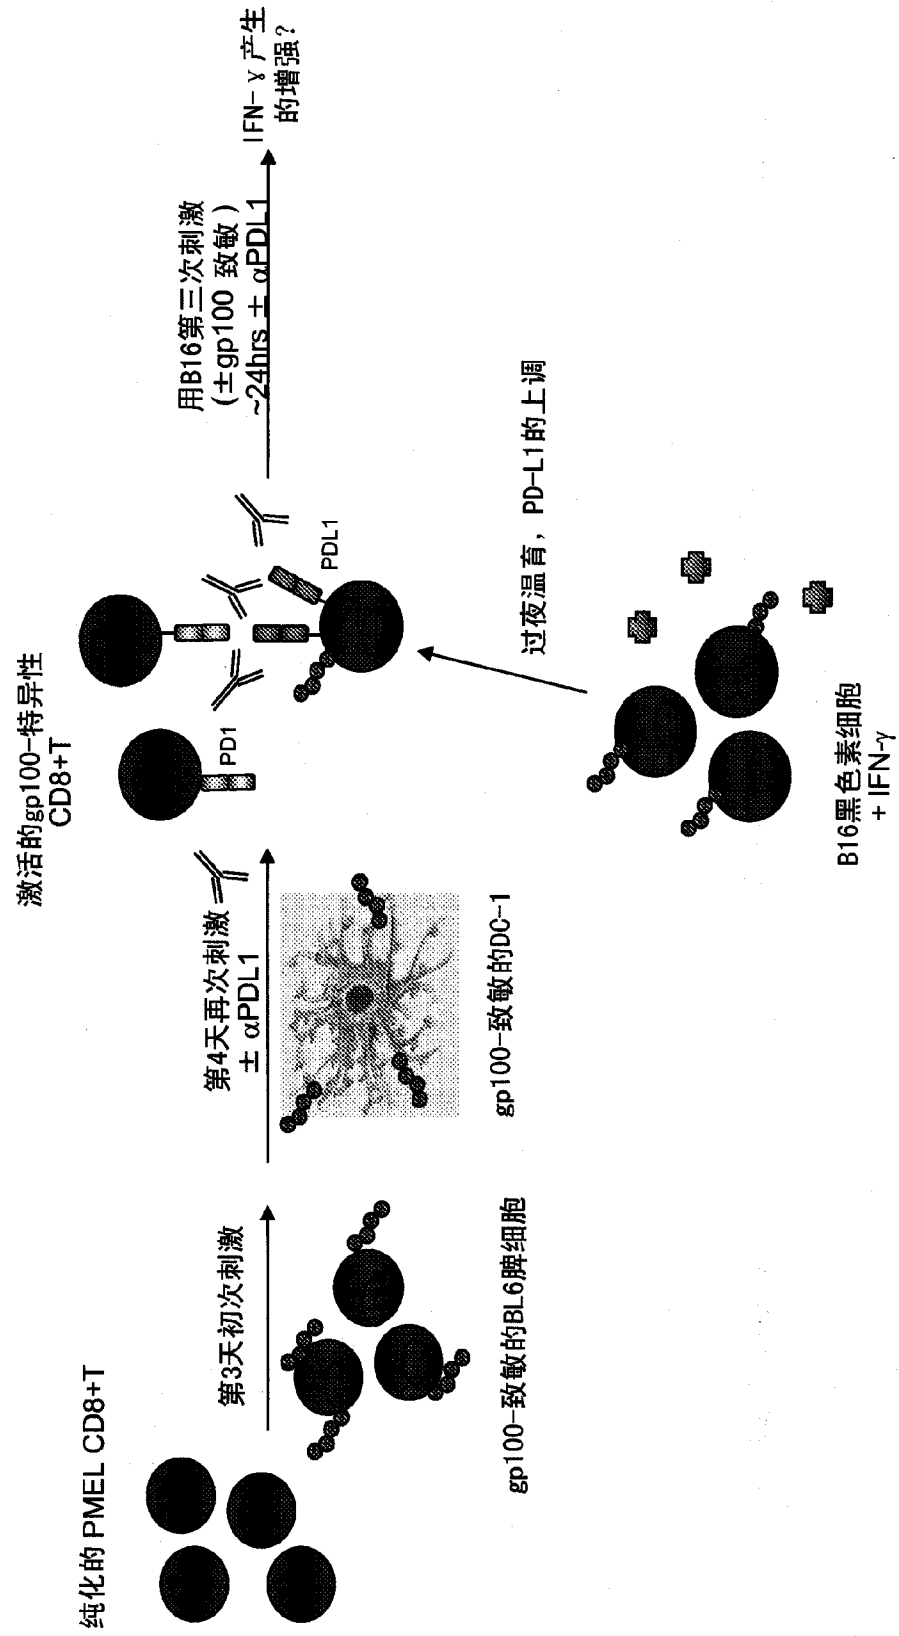 纯化的 PMEL CD8+T
第3天初次刺激
gp100-致敏的BL6脾细胞
第4天再次刺激
± αPDL1
gp100-致敏的DC-1
激活的gp100-特异性
CD8+T
PD1
PDL1
B16黑色素细胞
+ IFN-γ
过夜温育，PD-L1的上调
用B16第三次刺激
(±gp100 致敏)
~24hrs ± αPDL1
IFN-γ产生
的增强?